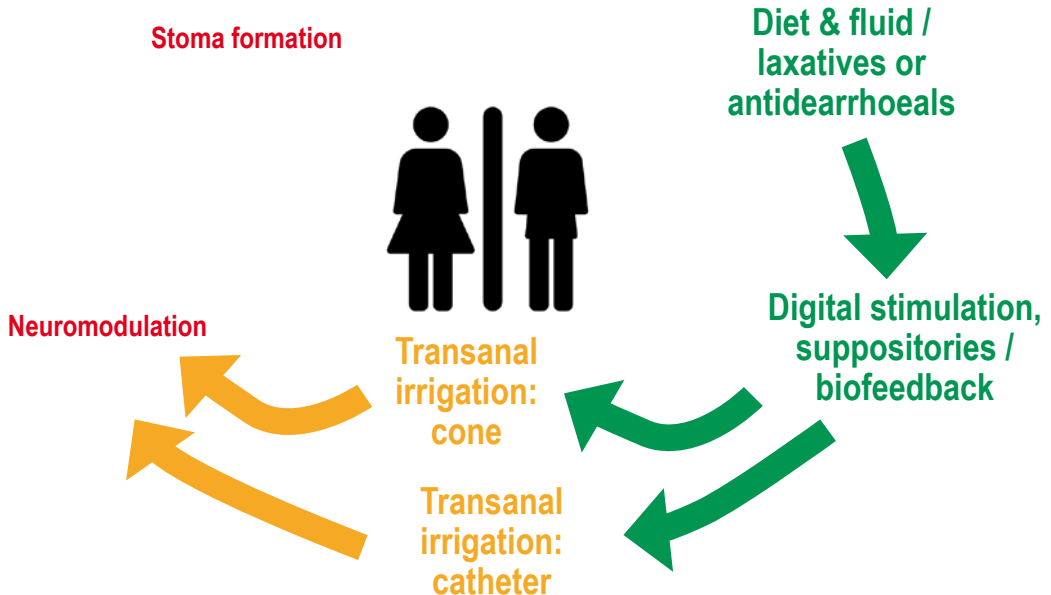 Stoma formation
Diet & fluid /
laxatives or
antidearrhoeals
Digital stimulation,
suppositories /
biofeedback
Neuromodulation
Transanal
irrigation:
cone
Transanal
irrigation:
catheter